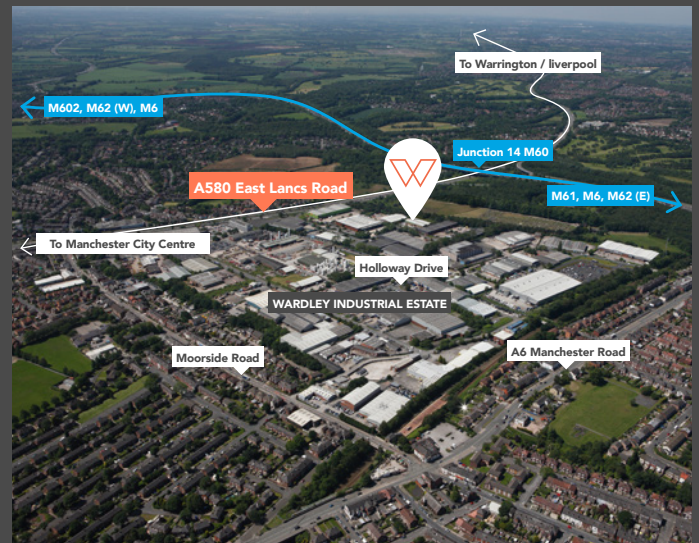 To Warrington / liverpool
M602, M62 (W), M6
Junction 14 M60
A580 East Lancs Road
M61, M6, M62 (E)
To Manchester City Centre
Holloway Drive
WARDLEY INDUSTRIAL ESTATE
Moorside Road
A6 Manchester Road